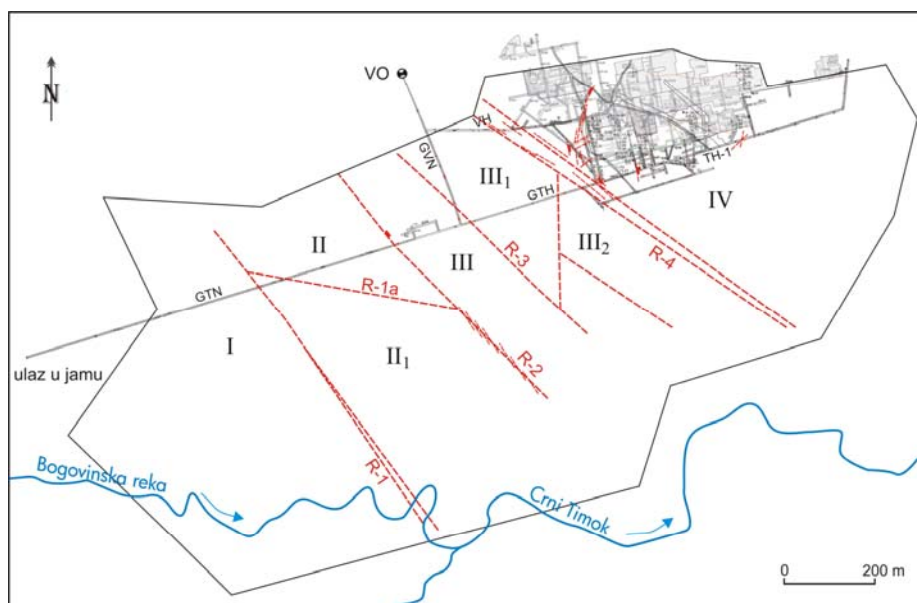 N
VO
VH
GVN
TH-1
III₁
GTH
IV
II
III
III₂
R-4
R-3
R-1a
GTN
I
II₁
R-2
ulaz u jamu
R-1
Bogovinska reka
Crni Timok
0 200 m